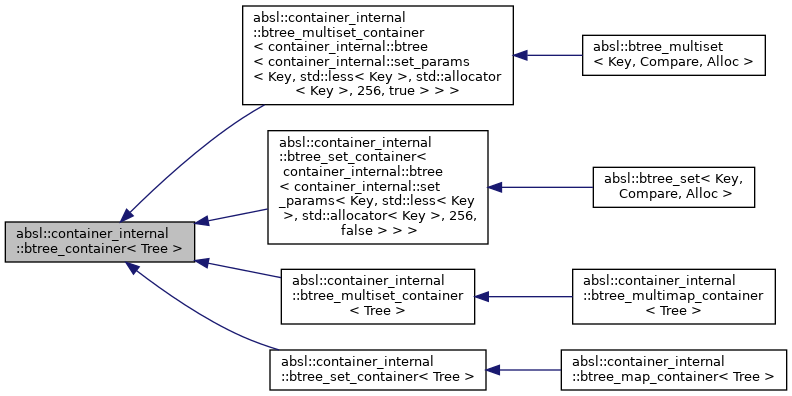 absl::container_internal
::btree_multiset_container
< container_internal::btree
< container_internal::set_params
< Key, std::less< Key >, std::allocator
< Key >, 256, true > > >
absl::btree_multiset
< Key, Compare, Alloc >
absl::container_internal
::btree_set_container<
container_internal::btree
< container_internal::set
_params< Key, std::less< Key
>, std::allocator< Key >, 256,
false > > >
absl::btree_set< Key,
Compare, Alloc >
absl::container_internal
::btree_container< Tree >
absl::container_internal
::btree_multiset_container
< Tree >
absl::container_internal
::btree_multimap_container
< Tree >
absl::container_internal
::btree_set_container< Tree >
absl::container_internal
::btree_map_container< Tree >